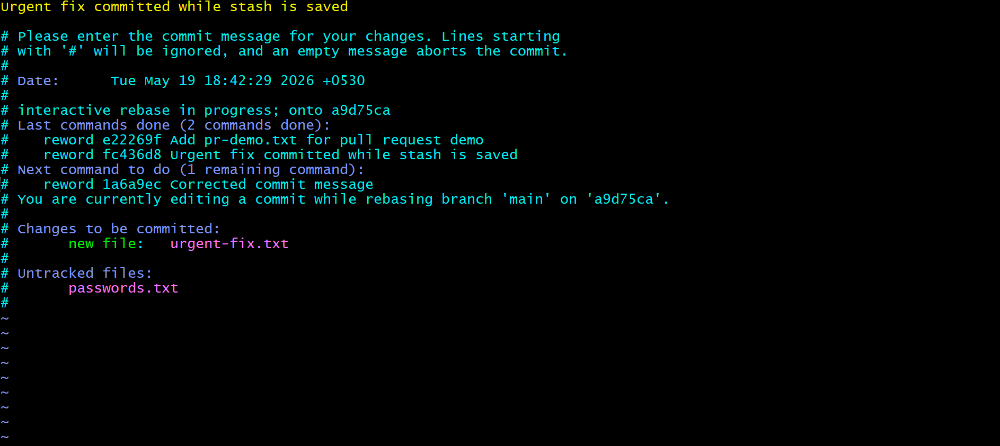 Urgent fix committed while stash is saved

# Please enter the commit message for your changes. Lines starting
# with '#' will be ignored, and an empty message aborts the commit.
#
# Date:      Tue May 19 18:42:29 2026 +0530
#
# interactive rebase in progress; onto a9d75ca
# Last commands done (2 commands done):
#    reword e22269f Add pr-demo.txt for pull request demo
#    reword fc436d8 Urgent fix committed while stash is saved
# Next command to do (1 remaining command):
#    reword 1a6a9ec Corrected commit message
# You are currently editing a commit while rebasing branch 'main' on 'a9d75ca'.
#
# Changes to be committed:
#       new file:   urgent-fix.txt
#
# Untracked files:
#       passwords.txt
#
~
~
~
~
~
~
~
~
~